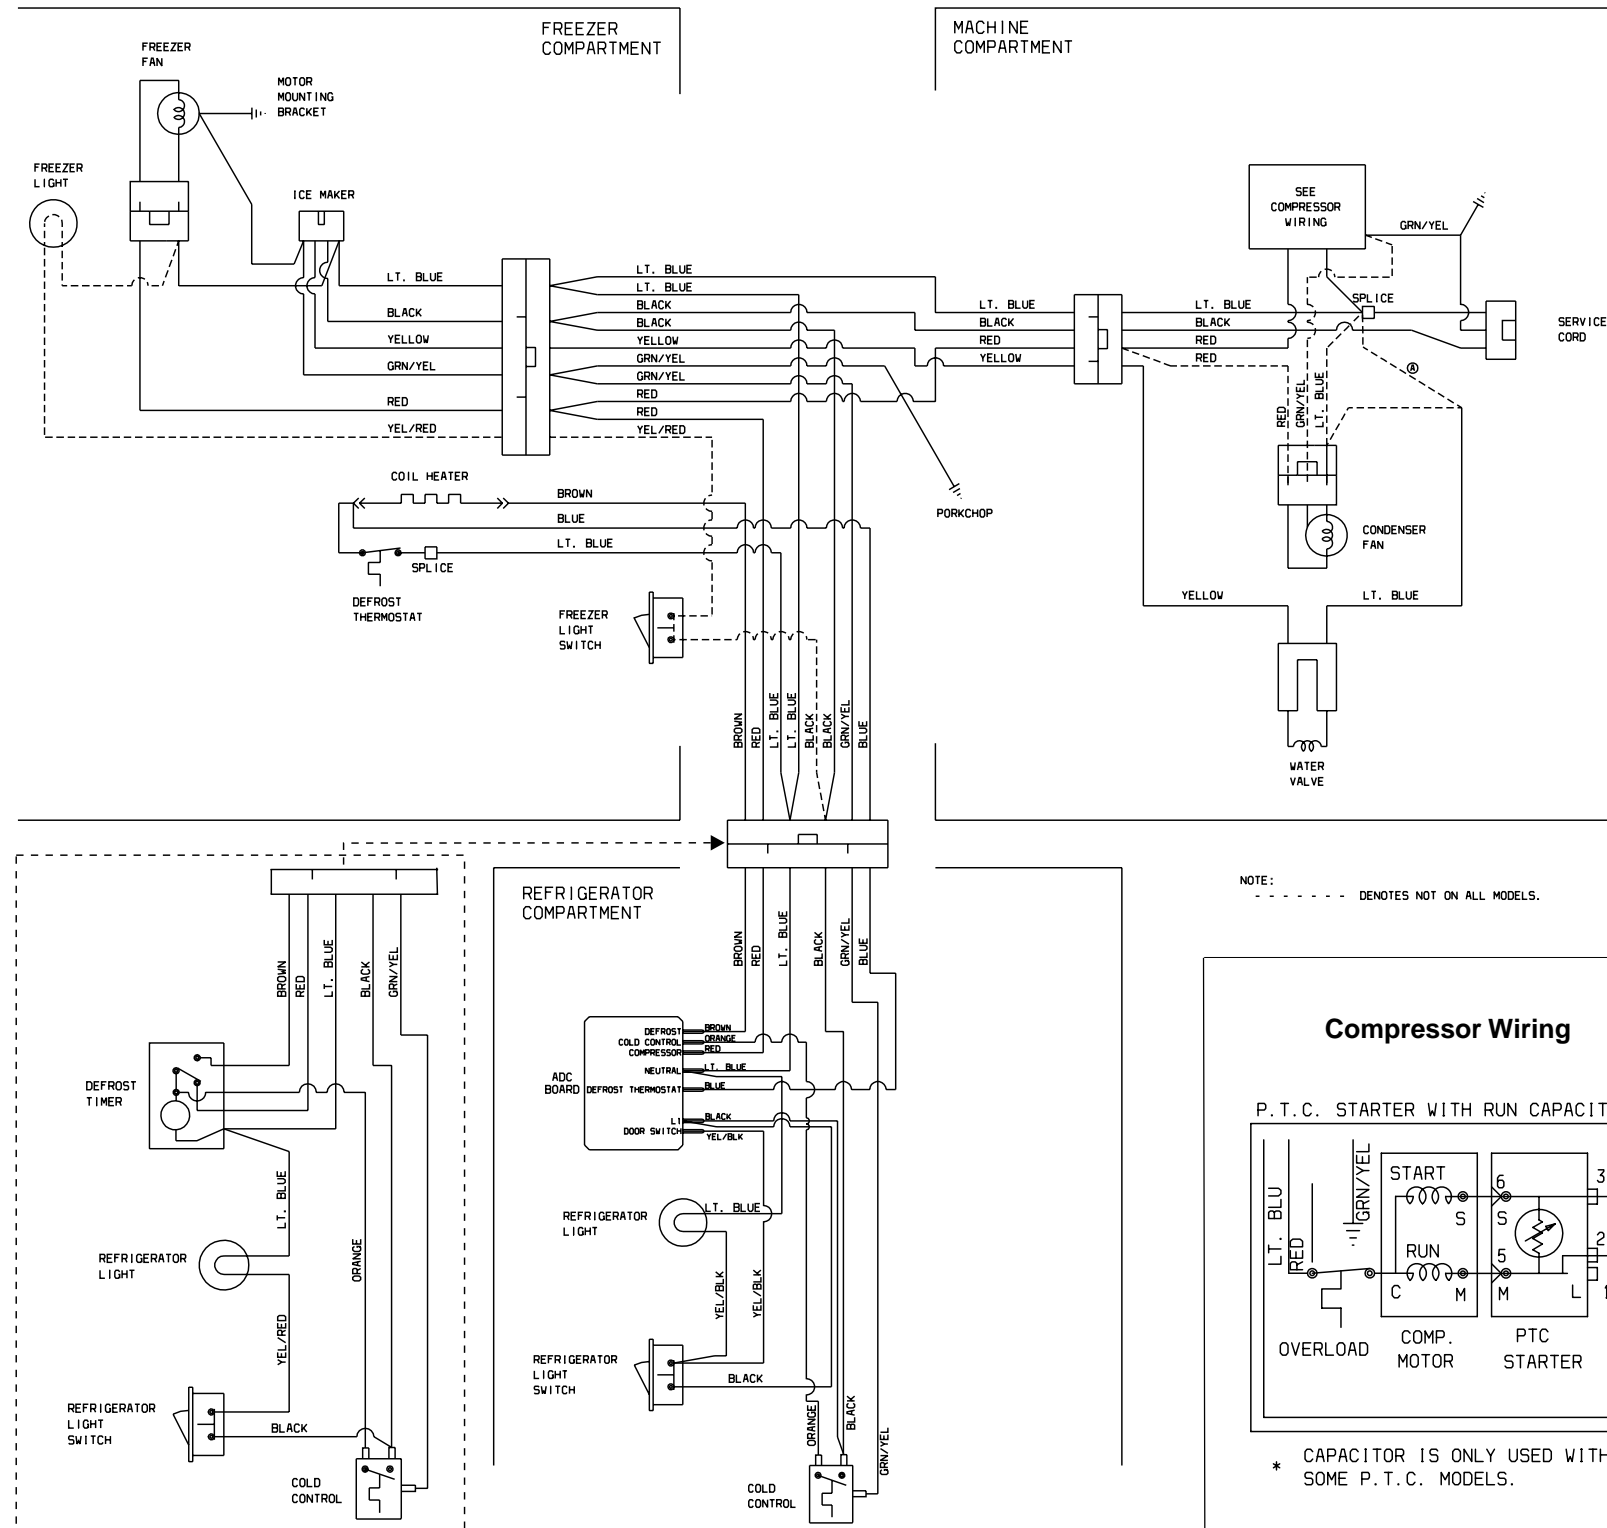 FREEZER
COMPARTMENT
MACHINE
COMPARTMENT
FREEZER
FAN
MOTOR
MOUNTING
BRACKET
FREEZER
LIGHT
ICE MAKER
LT. BLUE
BLACK
YELLOW
GRN/YEL
RED
YEL/RED
LT. BLUE
LT. BLUE
BLACK
BLACK
YELLOW
GRN/YEL
GRN/YEL
RED
RED
YEL/RED
LT. BLUE
BLACK
RED
YELLOW
SEE
COMPRESSOR
WIRING
GRN/YEL
SPLICE
LT. BLUE
BLACK
RED
RED
SERVICE
CORD
A
RED
GRN/YEL
LT. BLUE
CONDENSER
FAN
YELLOW
LT. BLUE
WATER
VALVE
COIL HEATER
BROWN
BLUE
LT. BLUE
SPLICE
DEFROST
THERMOSTAT
PORKCHOP
FREEZER
LIGHT
SWITCH
BROWN
RED
LT. BLUE
LT. BLUE
BLACK
BLACK
GRN/YEL
BLUE
NOTE:
- - - - - - - DENOTES NOT ON ALL MODELS.
BROWN
RED
LT. BLUE
BLACK
GRN/YEL
DEFROST
TIMER
LT. BLUE
ORANGE
REFRIGERATOR
LIGHT
YEL/RED
REFRIGERATOR
LIGHT
SWITCH
BLACK
COLD
CONTROL
REFRIGERATOR
COMPARTMENT
BROWN
RED
LT. BLUE
BLACK
GRN/YEL
BLUE
ADC
BOARD
DEFROST
COLD CONTROL
COMPRESSOR
NEUTRAL
DEFROST THERMOSTAT
L1
DOOR SWITCH
BROWN
ORANGE
RED
LT. BLUE
BLUE
BLACK
YEL/BLK
REFRIGERATOR
LIGHT
LT. BLUE
YEL/BLK
YEL/BLK
REFRIGERATOR
LIGHT
SWITCH
BLACK
ORANGE
BLACK
GRN/YEL
COLD
CONTROL
Compressor Wiring
P.T.C. STARTER WITH RUN CAPACIT
LT. BLU
RED
GRN/YEL
START
S
RUN
C
M
6
S
5
M
L
3
2
OVERLOAD
COMP.
MOTOR
PTC
STARTER
* CAPACITOR IS ONLY USED WITH
SOME P.T.C. MODELS.